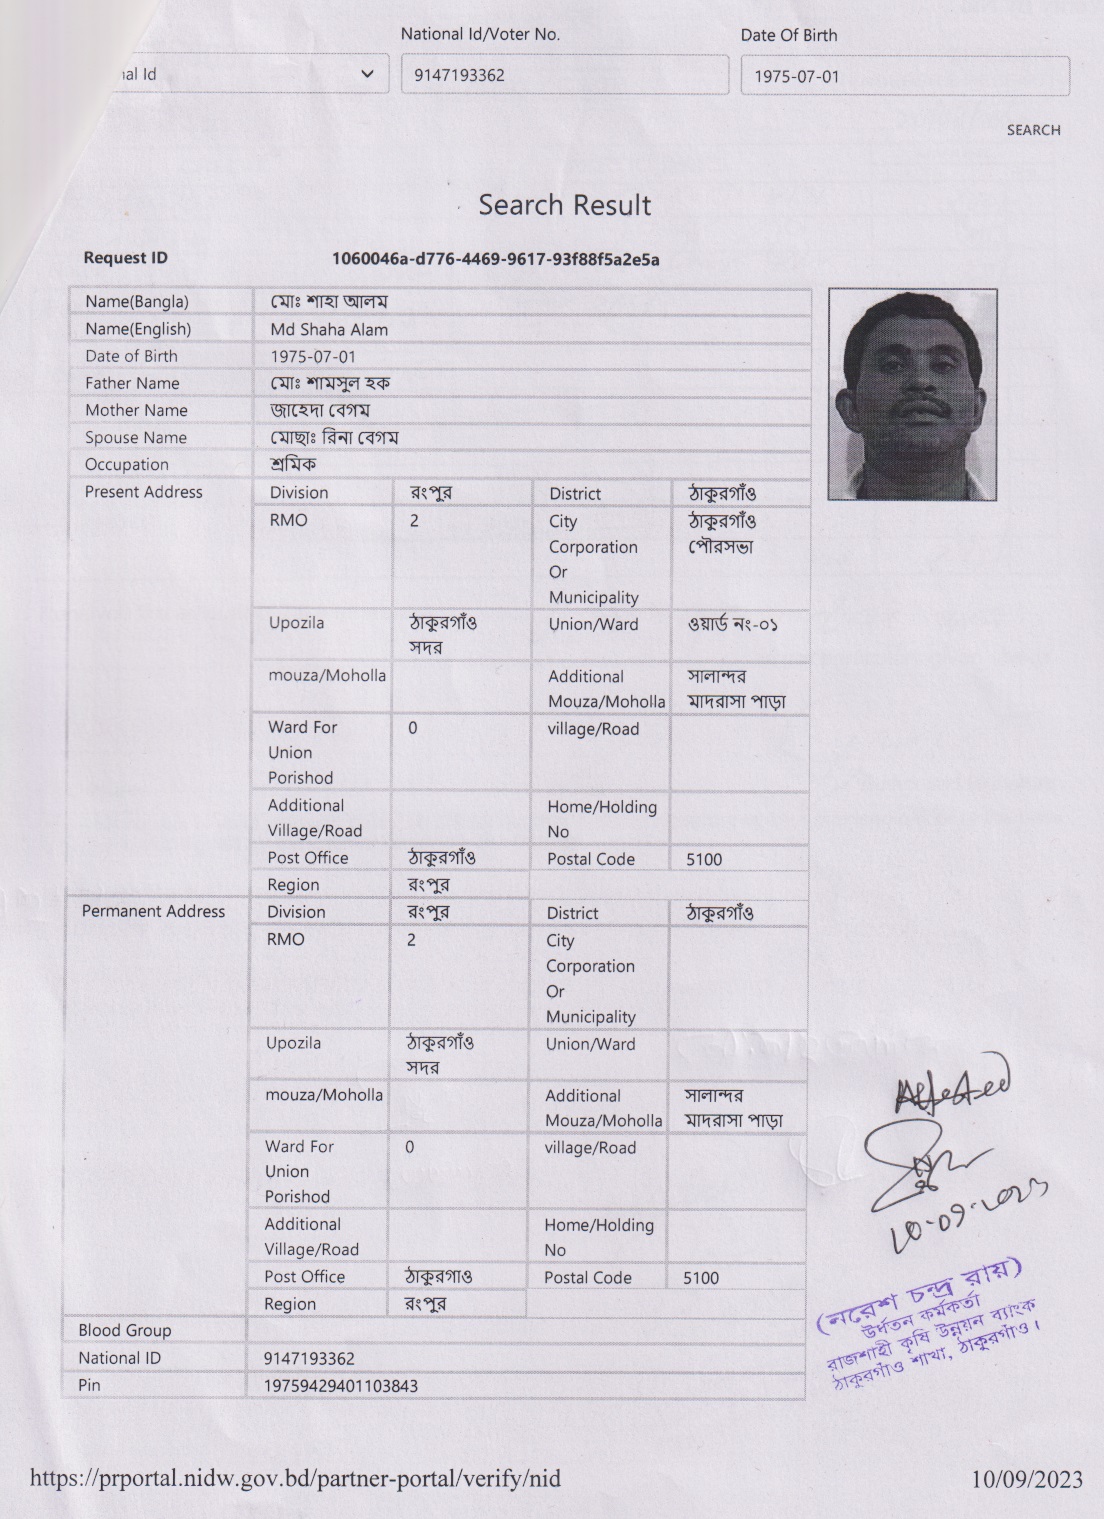 National Id/Voter No.
Date Of Birth
nal Id
9147193362
1975-07-01
SEARCH
Search Result
Request ID 1060046a-d776-4469-9617-93f88f5a2e5a
Name(Bangla) মোঃ শাহা আলম
Name(English) Md Shaha Alam
Date of Birth 1975-07-01
Father Name মোঃ শামসুল হক
Mother Name জাহেদা বেগম
Spouse Name মোছাঃ রিনা বেগম
Occupation শ্রমিক
Present Address Division রংপুর District ঠাকুরগাঁও
RMO 2 City ঠাকুরগাঁও
Corporation পৌরসভা
Or
Municipality
Upozila ঠাকুরগাঁও Union/Ward ওয়ার্ড নং-০১
সদর
mouza/Moholla Additional সালান্দর
Mouza/Moholla মাদরাসা পাড়া
Ward For 0 village/Road
Union
Porishod
Additional Home/Holding
Village/Road No
Post Office ঠাকুরগাঁও Postal Code 5100
Region রংপুর
Permanent Address Division রংপুর District ঠাকুরগাঁও
RMO 2 City
Corporation
Or
Municipality
Upozila ঠাকুরগাঁও Union/Ward
সদর
mouza/Moholla Additional সালান্দর
Mouza/Moholla মাদরাসা পাড়া
Ward For 0 village/Road
Union
Porishod
Additional Home/Holding
Village/Road No
Post Office ঠাকুরগাও Postal Code 5100
Region রংপুর
Blood Group
National ID 9147193362
Pin 19759429401103843
Attested
10-09-2023
(নরেশ চন্দ্র রায়)
উর্ধতন কর্মকর্তা
রাজশাহী কৃষি উন্নয়ন ব্যাংক
ঠাকুরগাঁও শাখা, ঠাকুরগাঁও।
https://prportal.nidw.gov.bd/partner-portal/verify/nid
10/09/2023